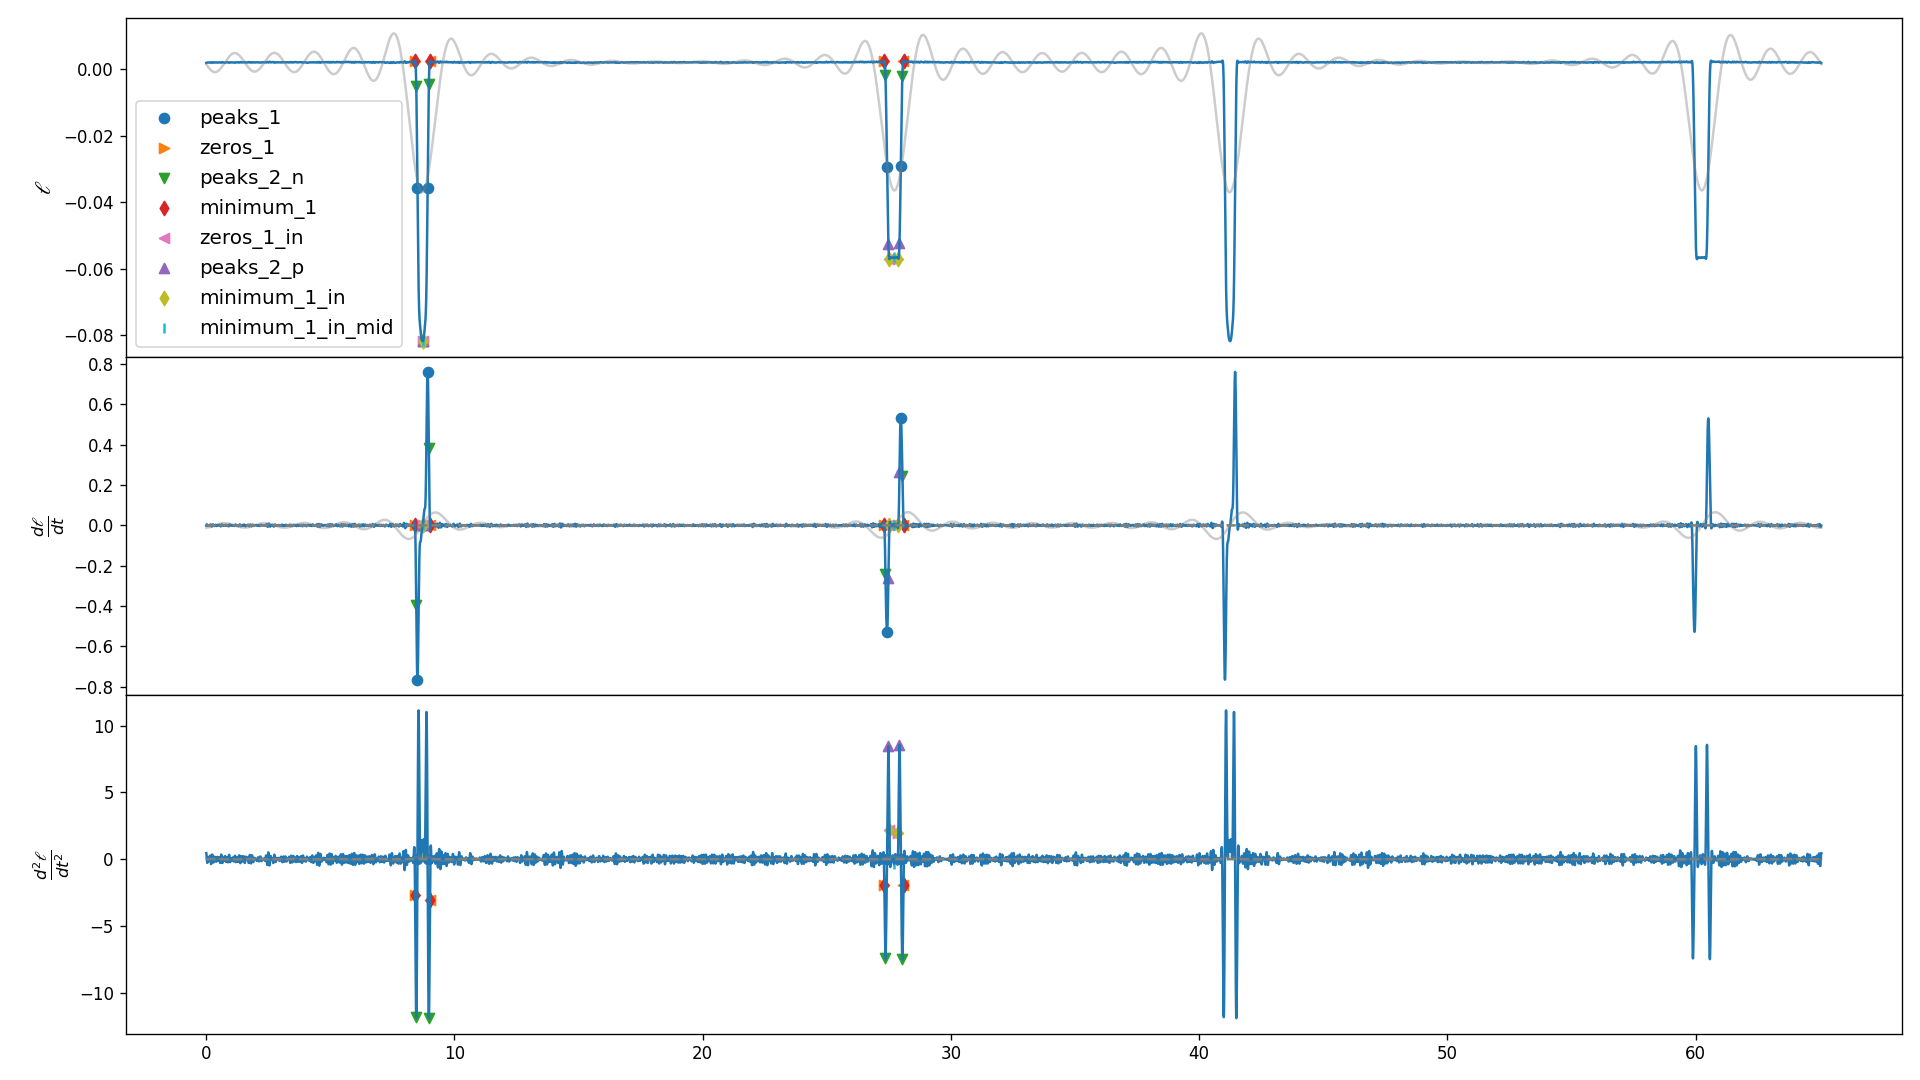 0.00
−0.02
−0.04
−0.06
−0.08
ℓ
peaks_1
zeros_1
peaks_2_n
minimum_1
zeros_1_in
peaks_2_p
minimum_1_in
minimum_1_in_mid
0.8
0.6
0.4
0.2
0.0
−0.2
−0.4
−0.6
−0.8
dℓ/dt
10
5
0
−5
−10
d²ℓ/dt²
0 10 20 30 40 50 60